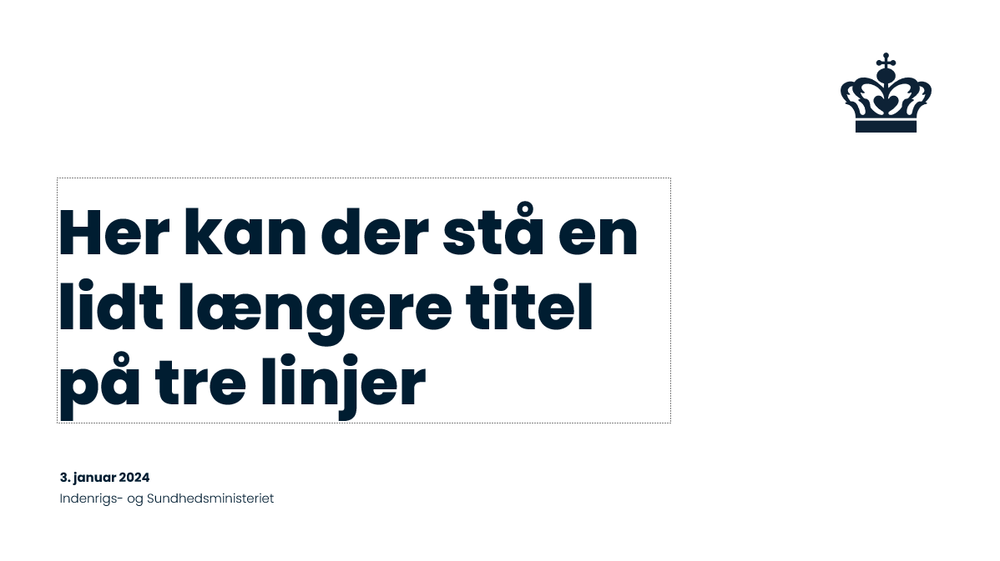 Her kan der stå en
lidt længere titel
på tre linjer
3. januar 2024
Indenrigs- og Sundhedsministeriet